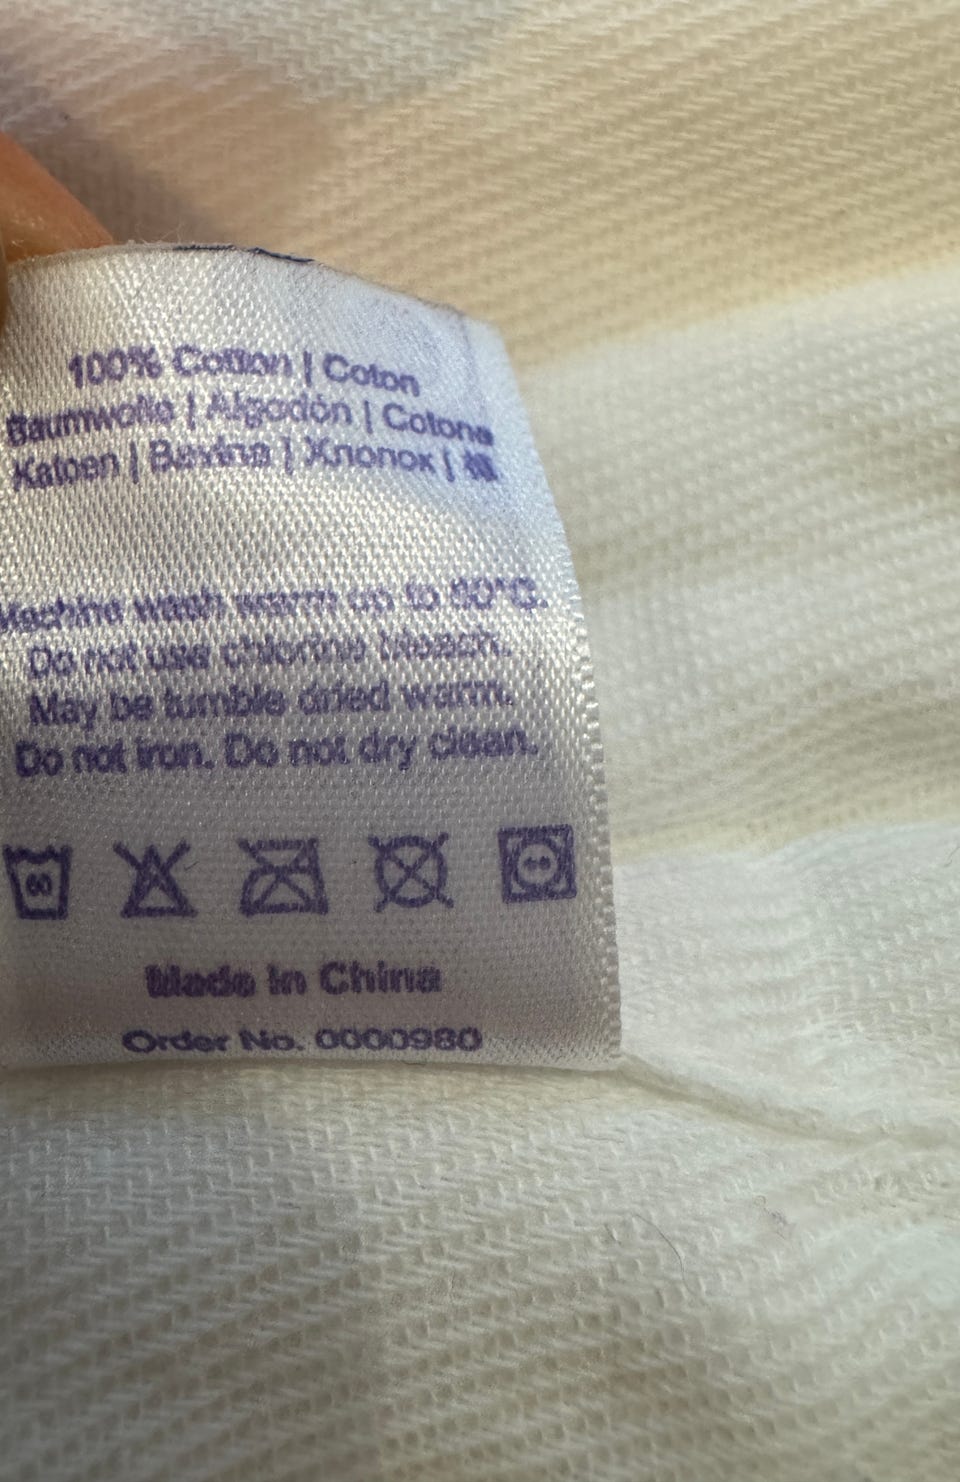 100% Cotton | Coton
Baumwolle | Algodón | Cotone
Katoen | Bavlna | Хлопок | 棉
Machine wash warm up to 60°C.
Do not use chlorine bleach.
May be tumble dried warm.
Do not iron. Do not dry clean.
60
Made in China
Order No. 0000980